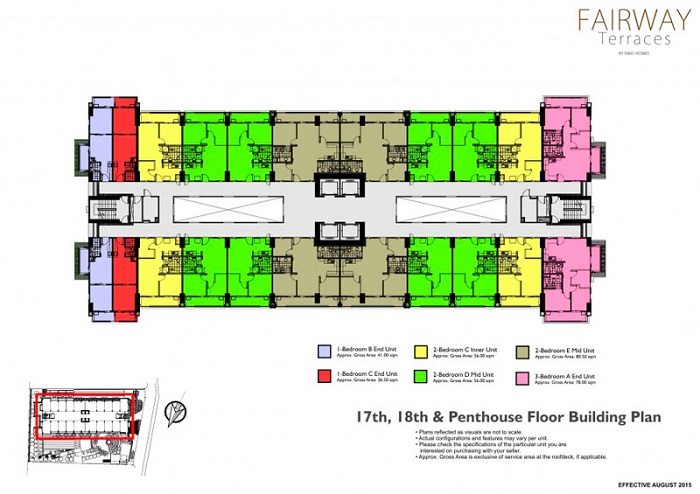 FAIRWAY
Terraces
BY DMCI HOMES
1-Bedroom B End Unit
Approx. Gross Area: 41.00 sqm
2-Bedroom C Inner Unit
Approx. Gross Area: 56.00 sqm
2-Bedroom E Mid Unit
Approx. Gross Area: 80.50 sqm
1-Bedroom C End Unit
Approx. Gross Area: 36.50 sqm
2-Bedroom D Mid Unit
Approx. Gross Area: 56.00 sqm
3-Bedroom A End Unit
Approx. Gross Area: 78.00 sqm
17th, 18th & Penthouse Floor Building Plan
• Plans reflected as visuals are not to scale.
• Actual configurations and features may vary per unit.
• Please check the specifications of the particular unit you are
interested on purchasing with your seller.
• Approx. Gross Area is exclusive of service area at the roofdeck, if applicable.
EFFECTIVE AUGUST 2015